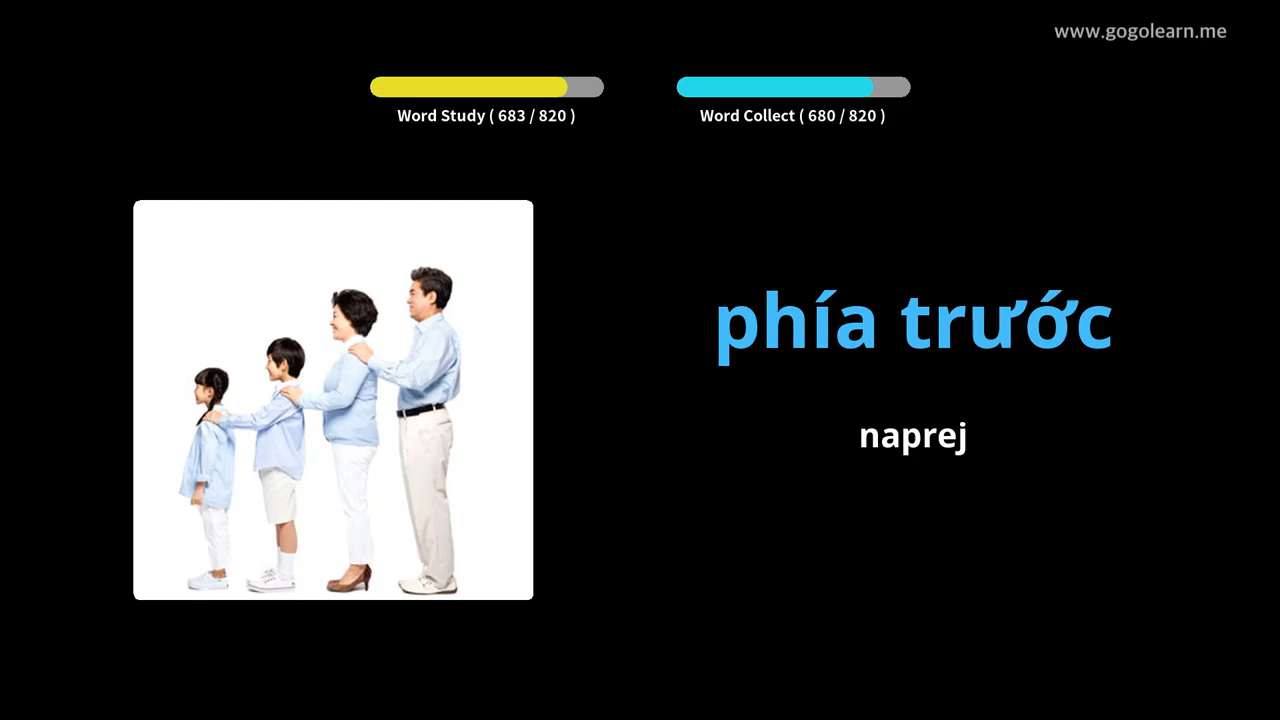 www.gogolearn.me
Word Study ( 683 / 820 )
Word Collect ( 680 / 820 )
phía trước
naprej